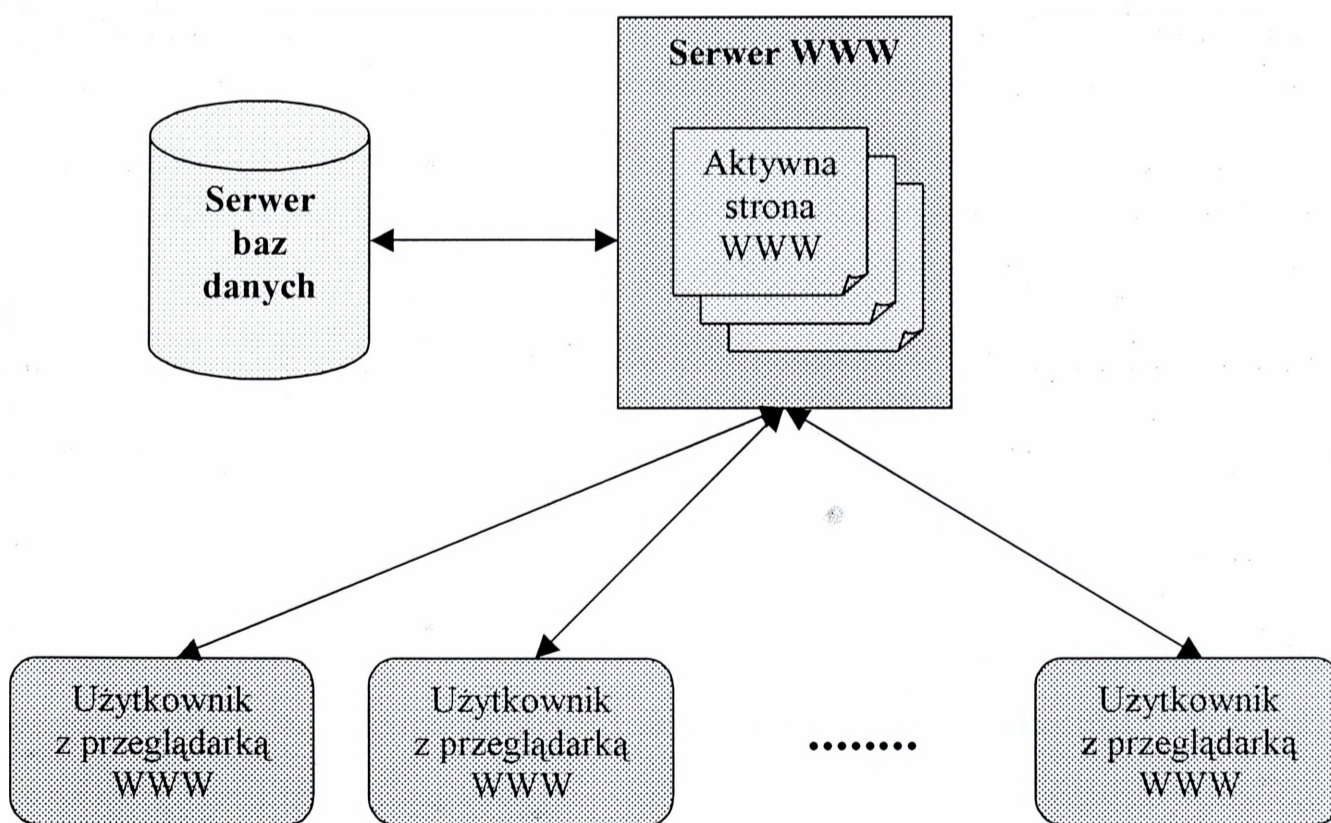 Serwer WWW
Aktywna
strona
WWW
Serwer
baz
danych
Użytkownik
z przeglądarką
WWW
Użytkownik
z przeglądarką
WWW
........
Użytkownik
z przeglądarką
WWW